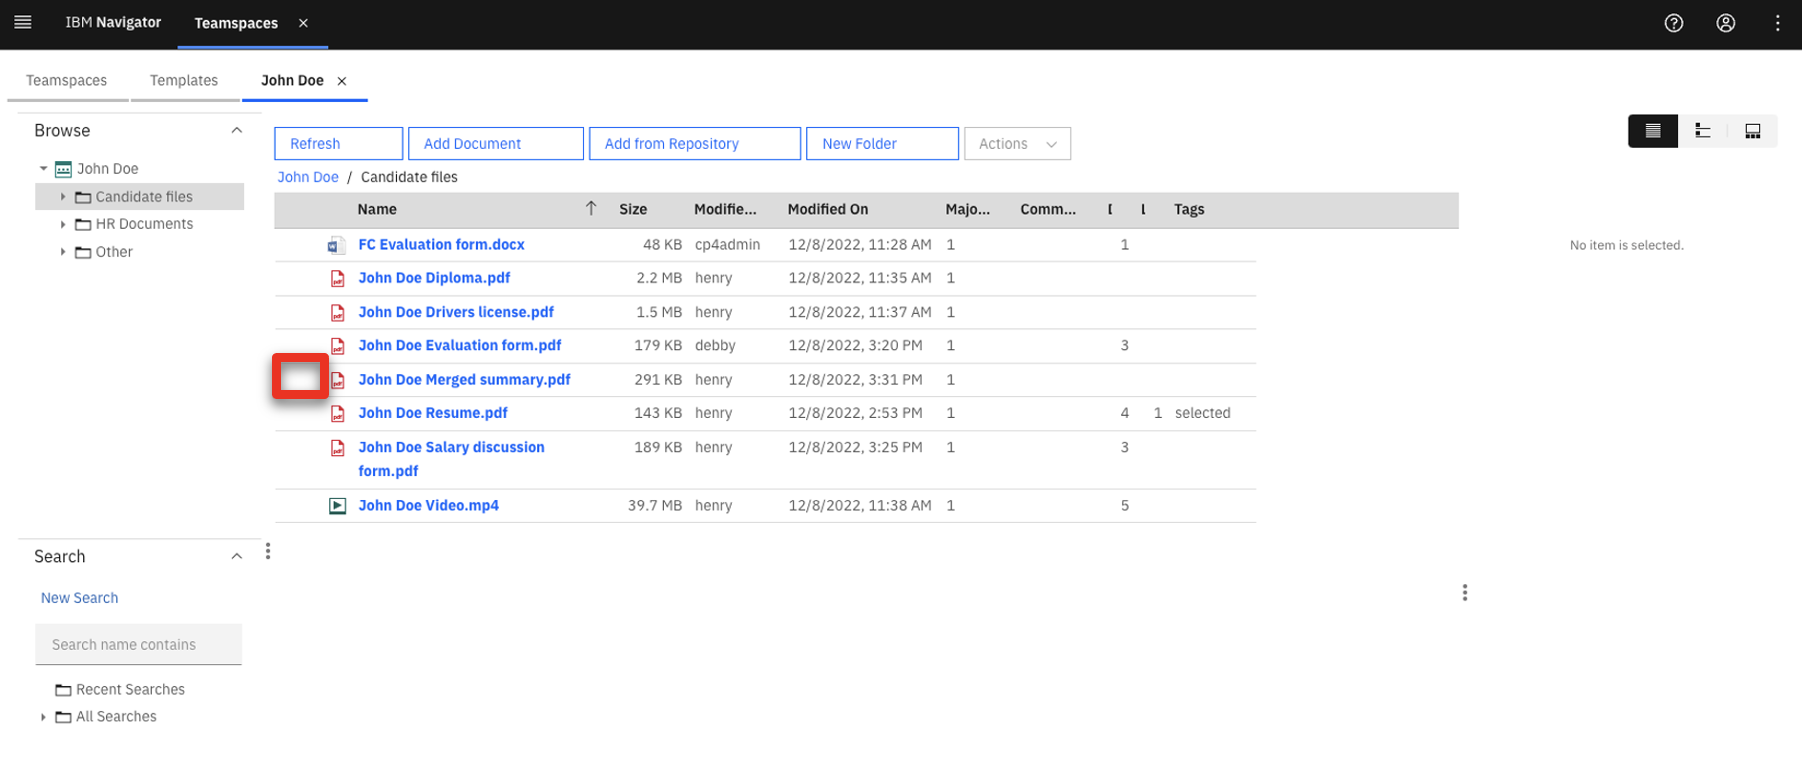 IBM Navigator
Teamspaces
Teamspaces
Templates
John Doe
Browse
John Doe
Candidate files
HR Documents
Other
Refresh
Add Document
Add from Repository
New Folder
Actions
John Doe / Candidate files
Name Size Modifie... Modified On Majo... Comm... Tags
FC Evaluation form.docx 48 KB cp4admin 12/8/2022, 11:28 AM 1 1
John Doe Diploma.pdf 2.2 MB henry 12/8/2022, 11:35 AM 1
John Doe Drivers license.pdf 1.5 MB henry 12/8/2022, 11:37 AM 1
John Doe Evaluation form.pdf 179 KB debby 12/8/2022, 3:20 PM 1 3
John Doe Merged summary.pdf 291 KB henry 12/8/2022, 3:31 PM 1
John Doe Resume.pdf 143 KB henry 12/8/2022, 2:53 PM 1 4 1 selected
John Doe Salary discussion 189 KB henry 12/8/2022, 3:25 PM 1 3
form.pdf
John Doe Video.mp4 39.7 MB henry 12/8/2022, 11:38 AM 1 5
No item is selected.
Search
New Search
Search name contains
Recent Searches
All Searches